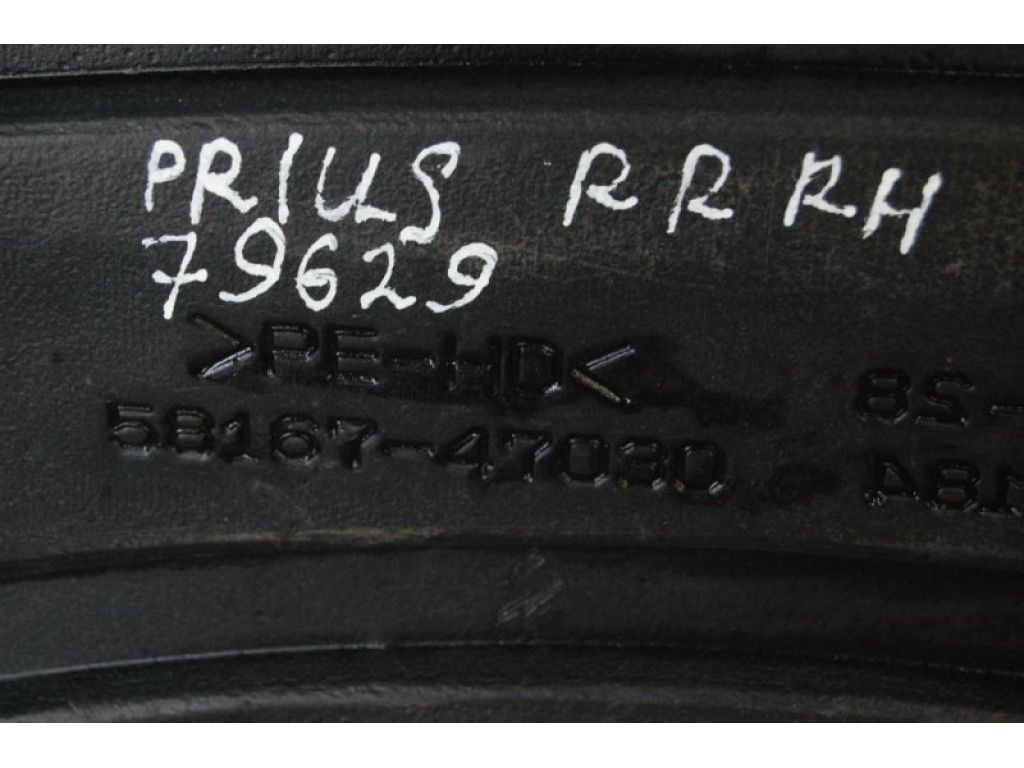 PRIUS RR RH
79629
>PE-HD<
58167-47030